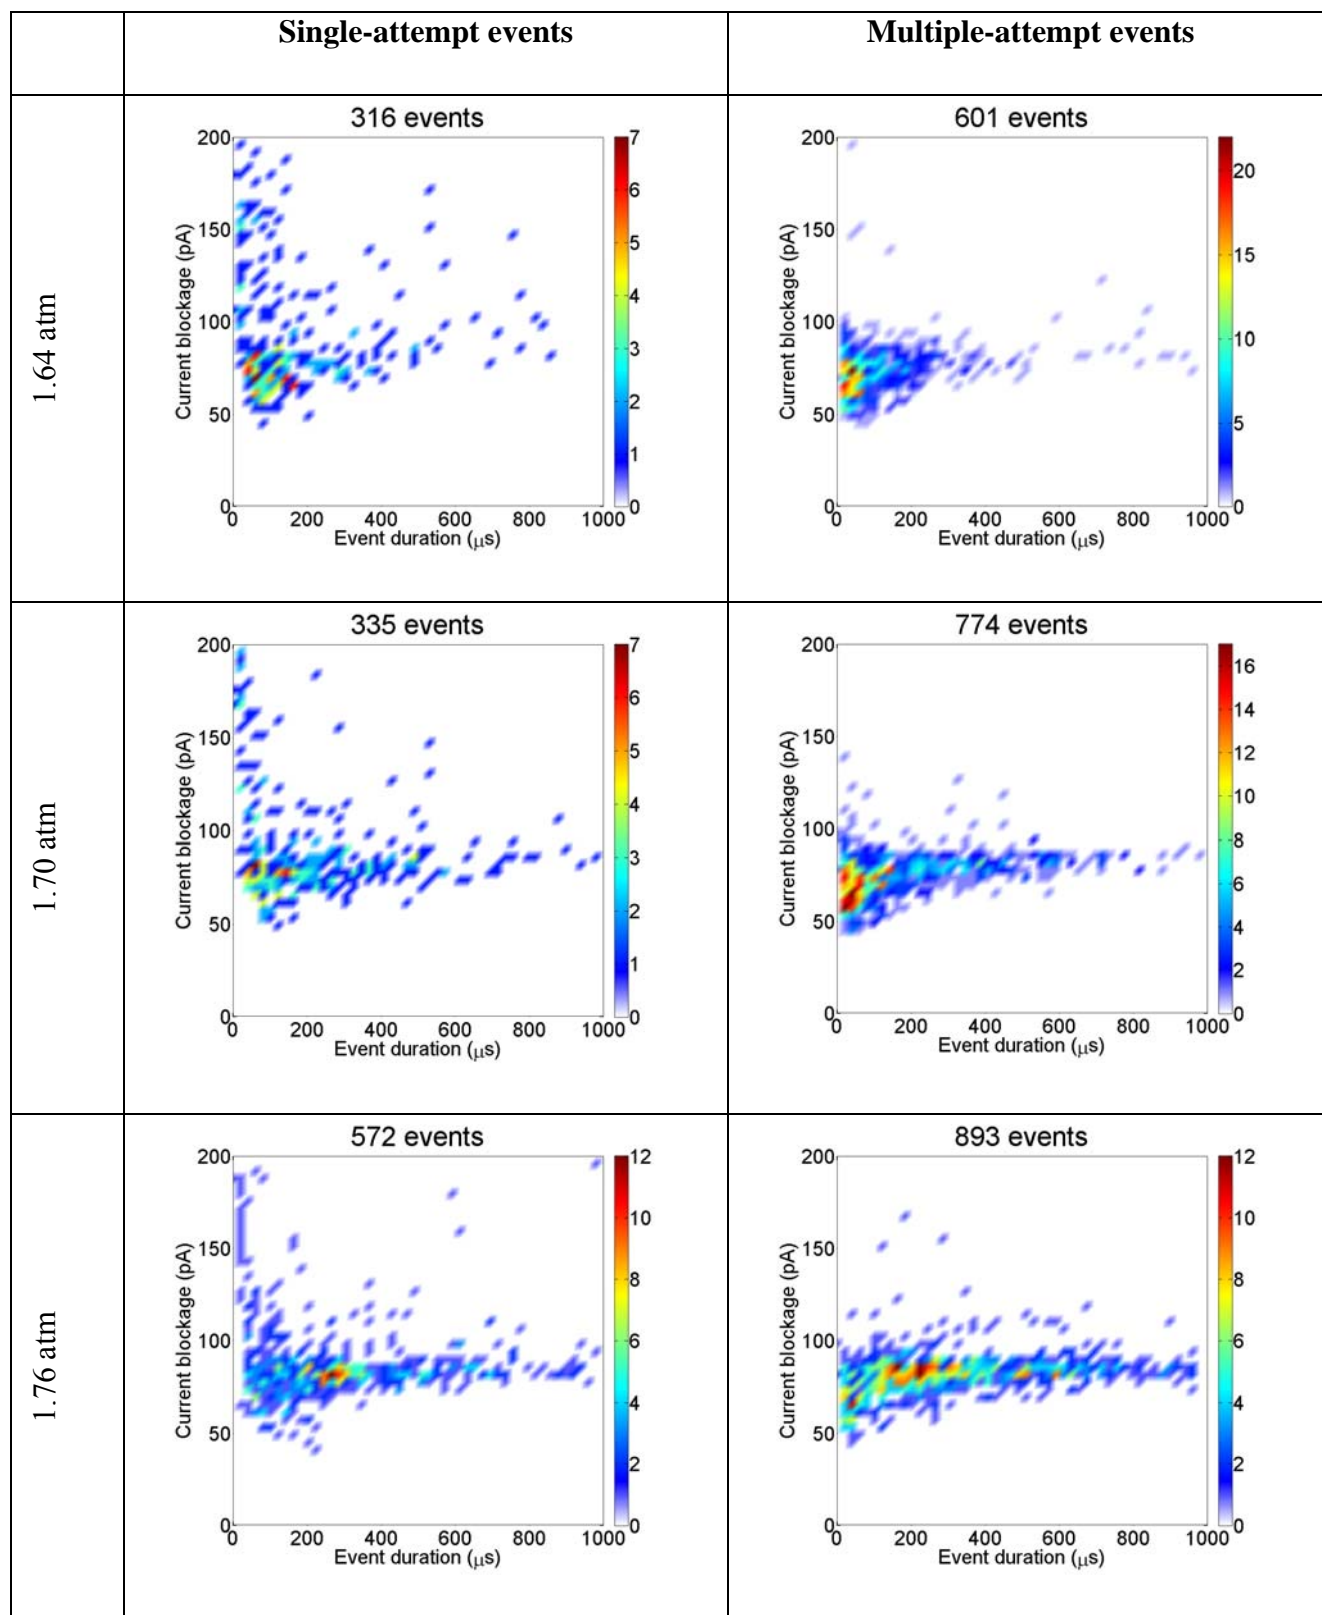 Single-attempt events
Multiple-attempt events
1.64 atm
316 events
200
150
100
50
0
Current blockage (pA)
0 200 400 600 800 1000
Event duration (μs)
7
6
5
4
3
2
1
0
601 events
200
150
100
50
0
Current blockage (pA)
0 200 400 600 800 1000
Event duration (μs)
20
15
10
5
0
1.70 atm
335 events
200
150
100
50
0
Current blockage (pA)
0 200 400 600 800 1000
Event duration (μs)
7
6
5
4
3
2
1
0
774 events
200
150
100
50
0
Current blockage (pA)
0 200 400 600 800 1000
Event duration (μs)
16
14
12
10
8
6
4
2
0
1.76 atm
572 events
200
150
100
50
0
Current blockage (pA)
0 200 400 600 800 1000
Event duration (μs)
12
10
8
6
4
2
0
893 events
200
150
100
50
0
Current blockage (pA)
0 200 400 600 800 1000
Event duration (μs)
12
10
8
6
4
2
0